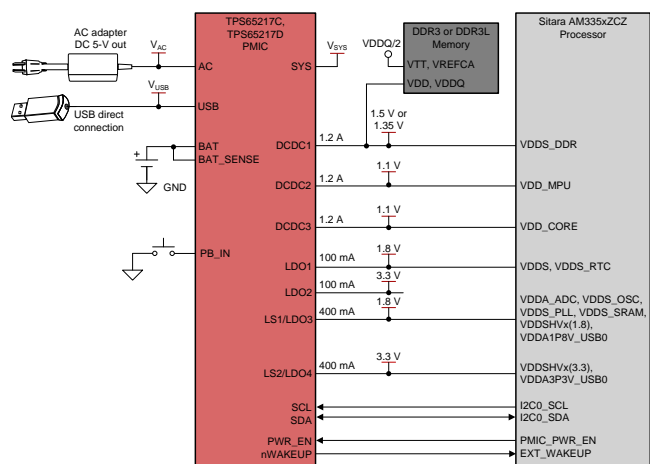 AC adapter
DC 5-V out
VAC
VUSB
USB direct
connection
+
GND
TPS65217C,
TPS65217D
PMIC
AC
USB
BAT
BAT_SENSE
PB_IN
SYS
DCDC1
DCDC2
DCDC3
LDO1
LDO2
LS1/LDO3
LS2/LDO4
SCL
SDA
PWR_EN
nWAKEUP
VSYS
VDDQ/2
DDR3 or DDR3L
Memory
VTT, VREFCA
VDD, VDDQ
1.2 A
1.5 V or
1.35 V
1.2 A
1.1 V
1.2 A
1.1 V
100 mA
1.8 V
100 mA
3.3 V
400 mA
1.8 V
400 mA
3.3 V
Sitara AM335xZCZ
Processor
VDDS_DDR
VDD_MPU
VDD_CORE
VDDS, VDDS_RTC
VDDA_ADC, VDDS_OSC,
VDDS_PLL, VDDS_SRAM,
VDDSHVx(1.8),
VDDA1P8V_USB0
VDDSHVx(3.3),
VDDA3P3V_USB0
I2C0_SCL
I2C0_SDA
PMIC_PWR_EN
EXT_WAKEUP